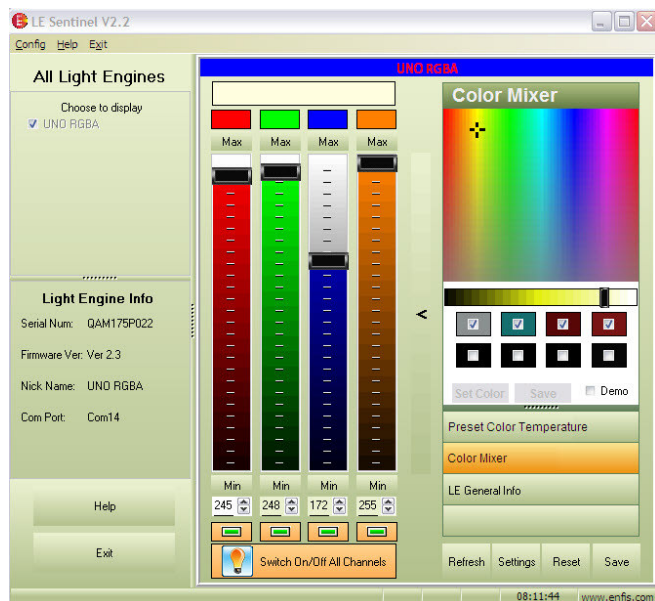 LE Sentinel V2.2
Config Help Exit
All Light Engines
Choose to display
UNO RGBA
Light Engine Info
Serial Num: QAM175P022
Firmware Ver: Ver 2.3
Nick Name: UNO RGBA
Com Port: Com14
Help
Exit
UNO RGBA
Max Max Max Max
Min Min Min Min
245 248 172 255
Switch On/Off All Channels
<
Color Mixer
Set Color Save Demo
Preset Color Temperature
Color Mixer
LE General Info
Refresh Settings Reset Save
08:11:44 www.enfis.com